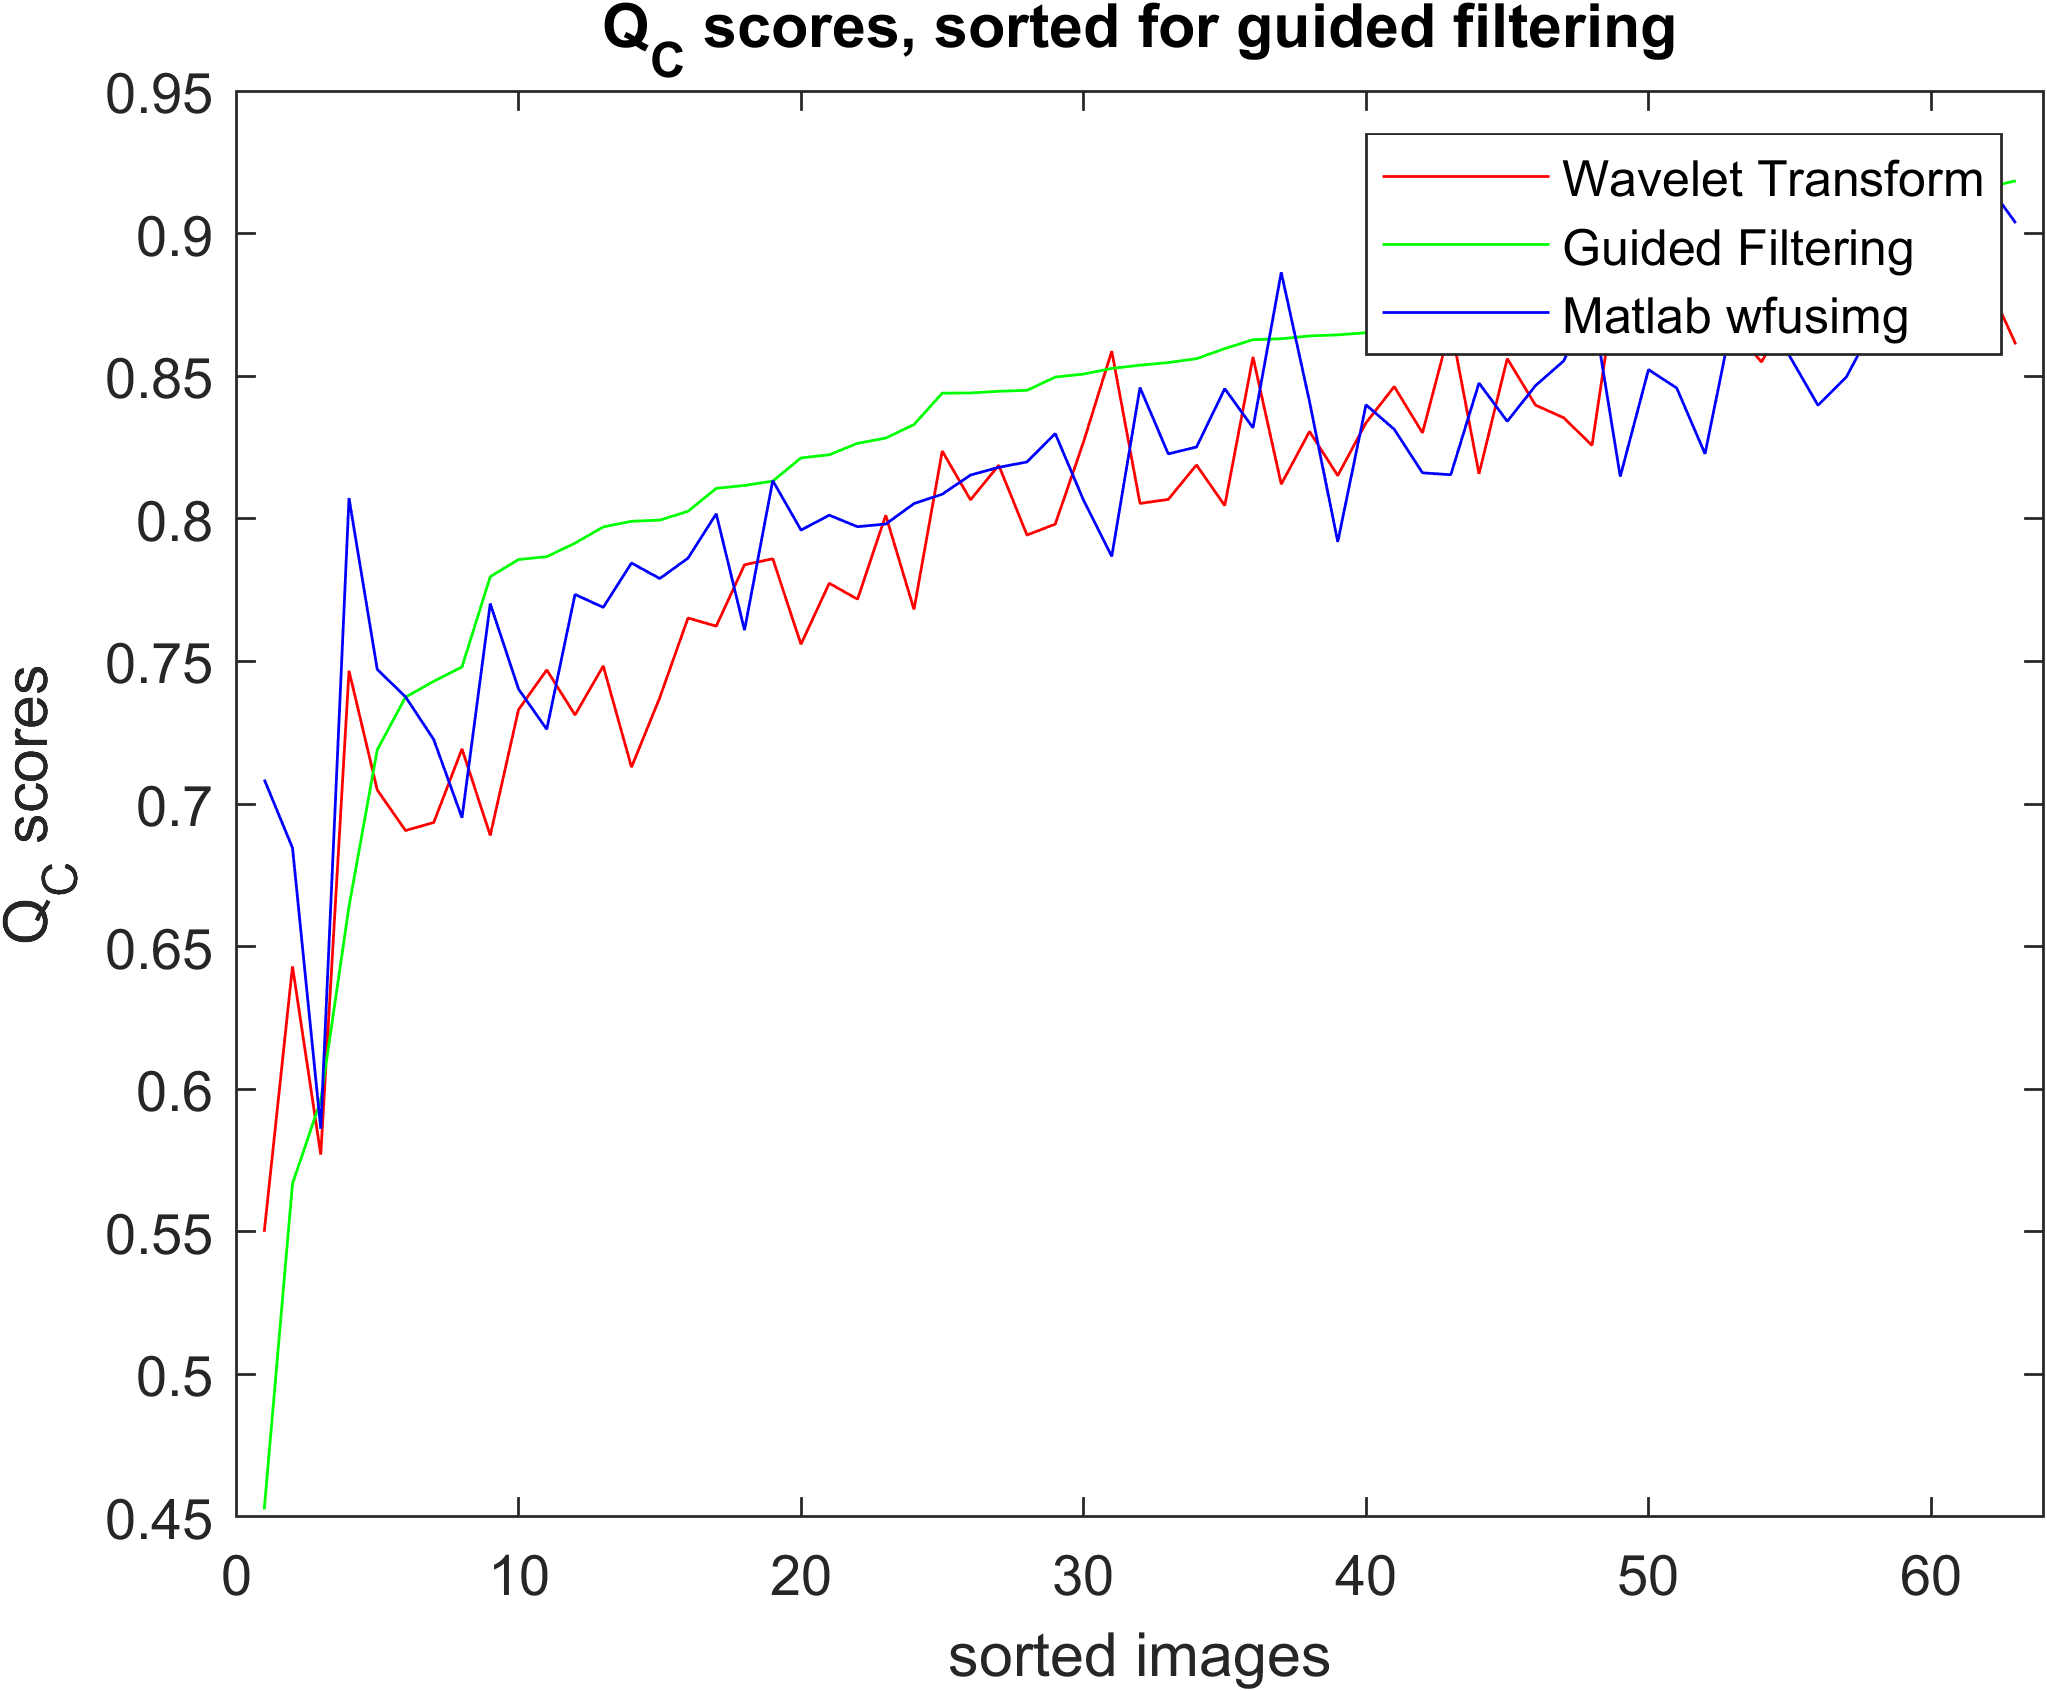 Q_C scores, sorted for guided filtering
0.95
0.9
0.85
0.8
0.75
0.7
0.65
0.6
0.55
0.5
0.45
Q_C scores
Wavelet Transform
Guided Filtering
Matlab wfusimg
0 10 20 30 40 50 60
sorted images